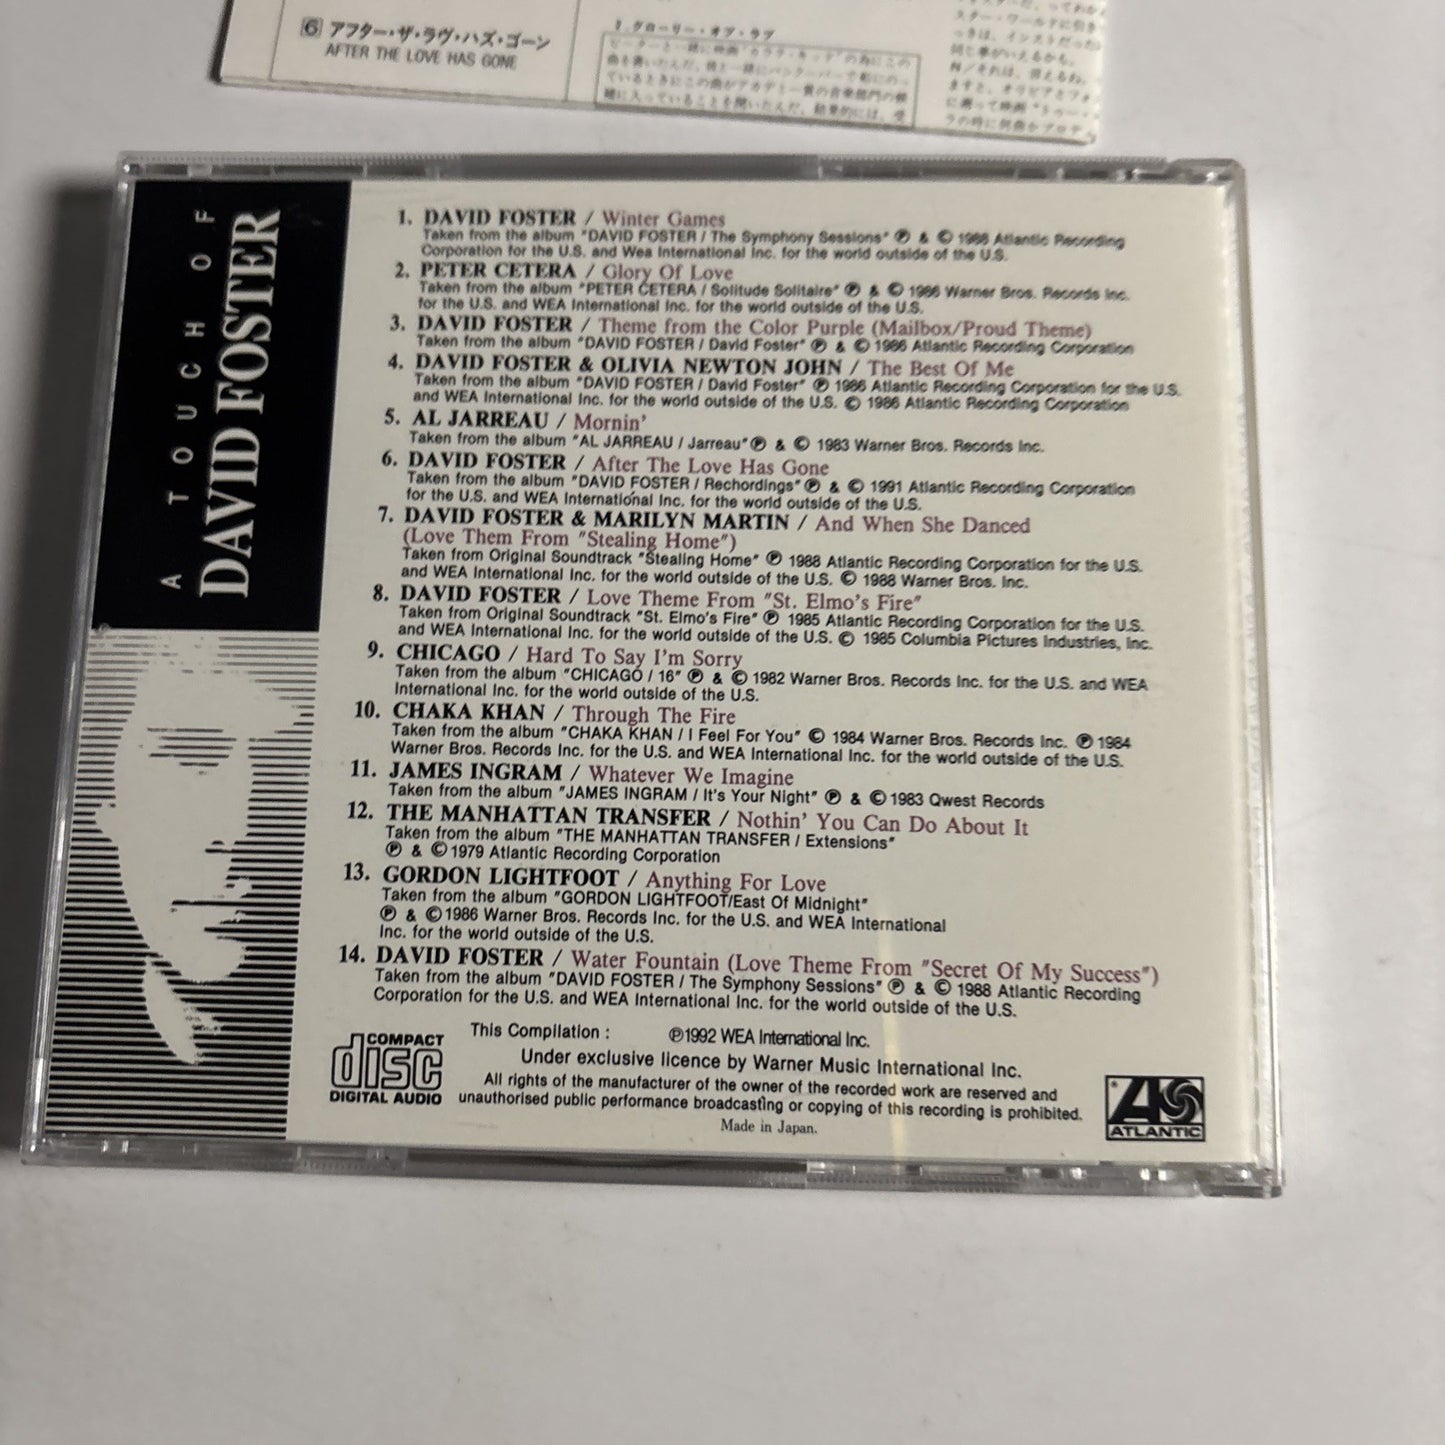 6 アフター・ザ・ラヴ・ハズ・ゴーン
AFTER THE LOVE HAS GONE
グローリー・オブ・ラブ
A TOUCH OF
DAVID FOSTER
1. DAVID FOSTER / Winter Games
Taken from the album "DAVID FOSTER / The Symphony Sessions" ℗ & © 1988 Atlantic Recording
Corporation for the U.S. and Wea International Inc. for the world outside of the U.S.
2. PETER CETERA / Glory Of Love
Taken from the album "PETER CETERA / Solitude Solitaire" ℗ & © 1986 Warner Bros. Records Inc.
for the U.S. and WEA International Inc. for the world outside of the U.S.
3. DAVID FOSTER / Theme from the Color Purple (Mailbox/Proud Theme)
Taken from the album "DAVID FOSTER / David Foster" ℗ & © 1986 Atlantic Recording Corporation
4. DAVID FOSTER & OLIVIA NEWTON JOHN / The Best Of Me
Taken from the album "DAVID FOSTER / David Foster" ℗ 1986 Atlantic Recording Corporation for the U.S.
and WEA International Inc. for the world outside of the U.S. © 1986 Atlantic Recording Corporation
5. AL JARREAU / Mornin'
Taken from the album "AL JARREAU / Jarreau" ℗ & © 1983 Warner Bros. Records Inc.
6. DAVID FOSTER / After The Love Has Gone
Taken from the album "DAVID FOSTER / Rechordings" ℗ & © 1991 Atlantic Recording Corporation
for the U.S. and WEA International Inc. for the world outside of the U.S.
7. DAVID FOSTER & MARILYN MARTIN / And When She Danced
(Love Them From "Stealing Home")
Taken from Original Soundtrack "Stealing Home" ℗ 1988 Atlantic Recording Corporation for the U.S.
and WEA International Inc. for the world outside of the U.S. © 1988 Warner Bros. Inc.
8. DAVID FOSTER / Love Theme From "St. Elmo's Fire"
Taken from Original Soundtrack "St. Elmo's Fire" ℗ 1985 Atlantic Recording Corporation for the U.S.
and WEA International Inc. for the world outside of the U.S. © 1985 Columbia Pictures Industries, Inc.
9. CHICAGO / Hard To Say I'm Sorry
Taken from the album "CHICAGO / 16" ℗ & © 1982 Warner Bros. Records Inc. for the U.S. and WEA
International Inc. for the world outside of the U.S.
10. CHAKA KHAN / Through The Fire
Taken from the album "CHAKA KHAN / I Feel For You" © 1984 Warner Bros. Records Inc. ℗ 1984
Warner Bros. Records Inc. for the U.S. and WEA International Inc. for the world outside of the U.S.
11. JAMES INGRAM / Whatever We Imagine
Taken from the album "JAMES INGRAM / It's Your Night" ℗ & © 1983 Qwest Records
12. THE MANHATTAN TRANSFER / Nothin' You Can Do About It
Taken from the album "THE MANHATTAN TRANSFER / Extensions"
℗ & © 1979 Atlantic Recording Corporation
13. GORDON LIGHTFOOT / Anything For Love
Taken from the album "GORDON LIGHTFOOT/East Of Midnight"
℗ & © 1986 Warner Bros. Records Inc. for the U.S. and WEA International
Inc. for the world outside of the U.S.
14. DAVID FOSTER / Water Fountain (Love Theme From "Secret Of My Success")
Taken from the album "DAVID FOSTER / The Symphony Sessions" ℗ & © 1988 Atlantic Recording
Corporation for the U.S. and WEA International Inc. for the world outside of the U.S.
COMPACT
disc
DIGITAL AUDIO
This Compilation : ℗1992 WEA International Inc.
Under exclusive licence by Warner Music International Inc.
All rights of the manufacturer of the owner of the recorded work are reserved and
unauthorised public performance broadcasting or copying of this recording is prohibited.
Made in Japan.
ATLANTIC